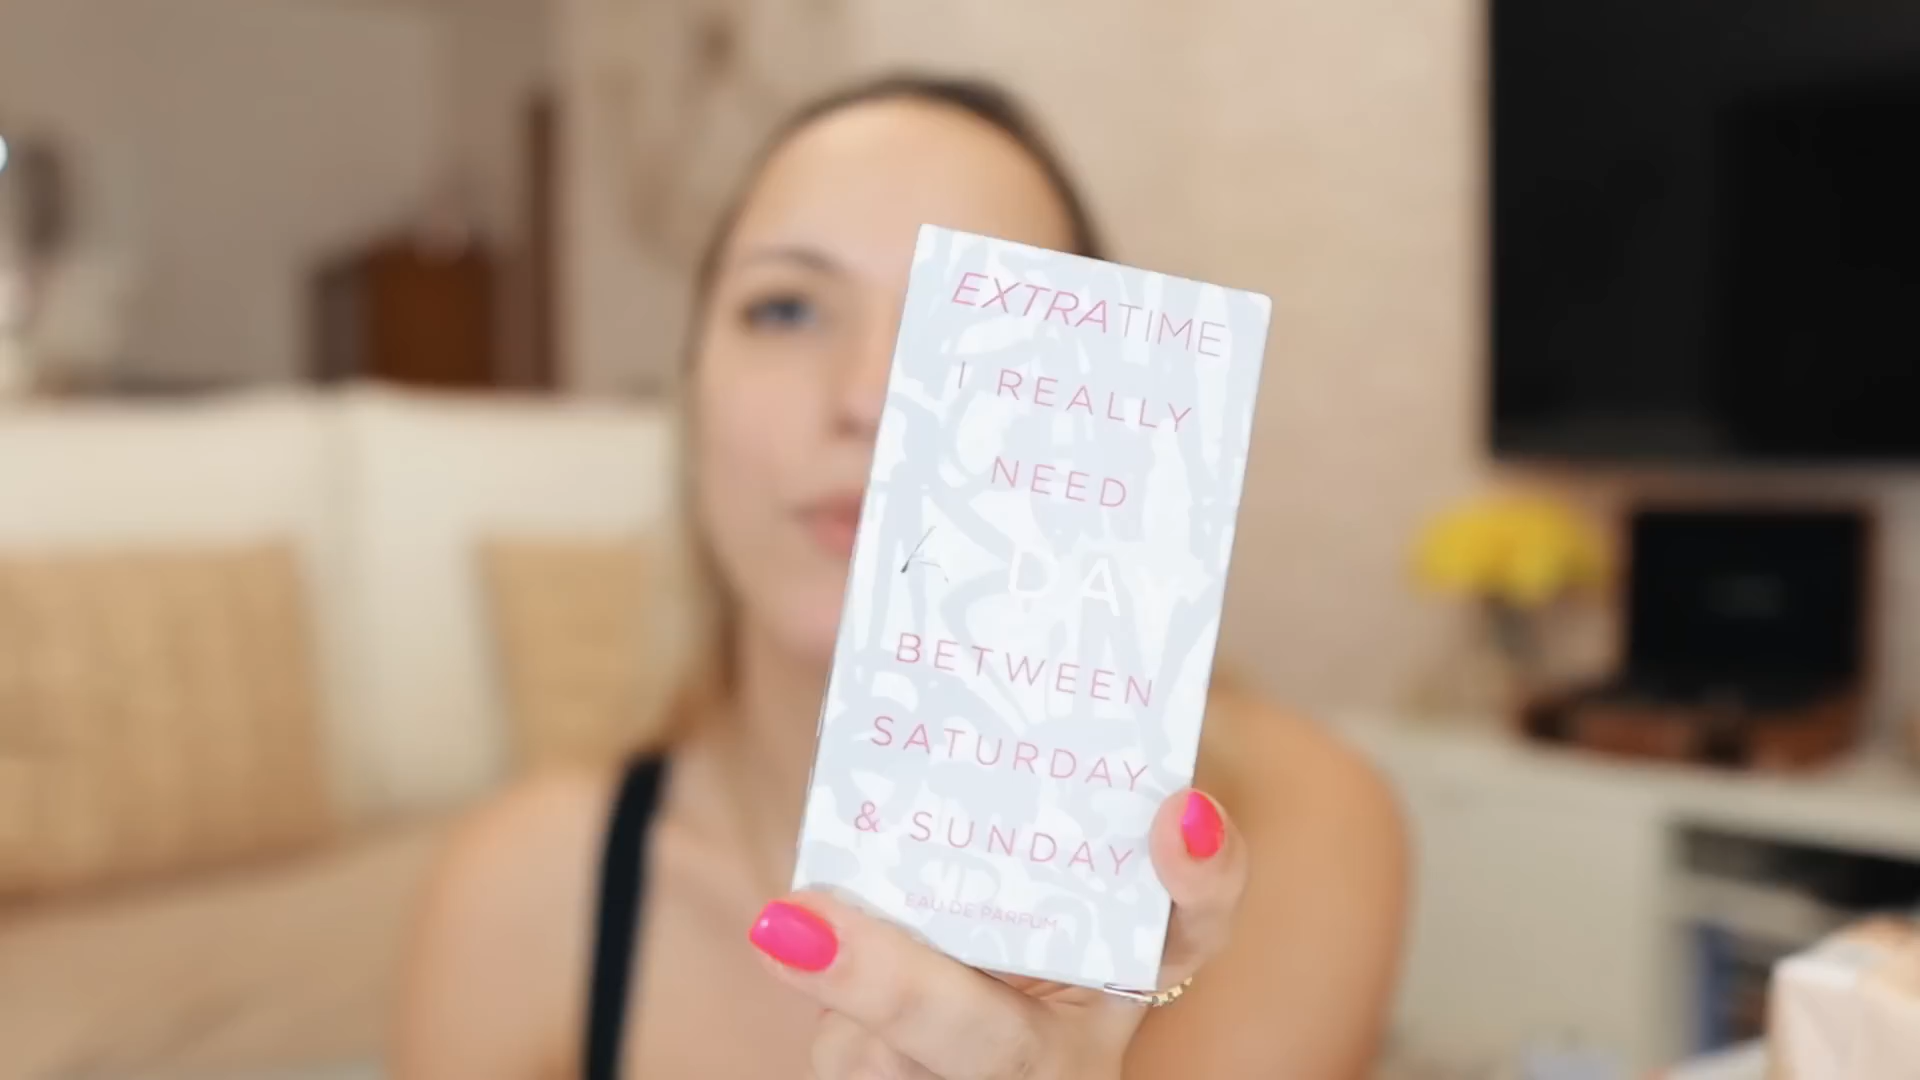 EXTRATIME
I REALLY
NEED
A DAY
BETWEEN
SATURDAY
& SUNDAY
EAU DE PARFUM